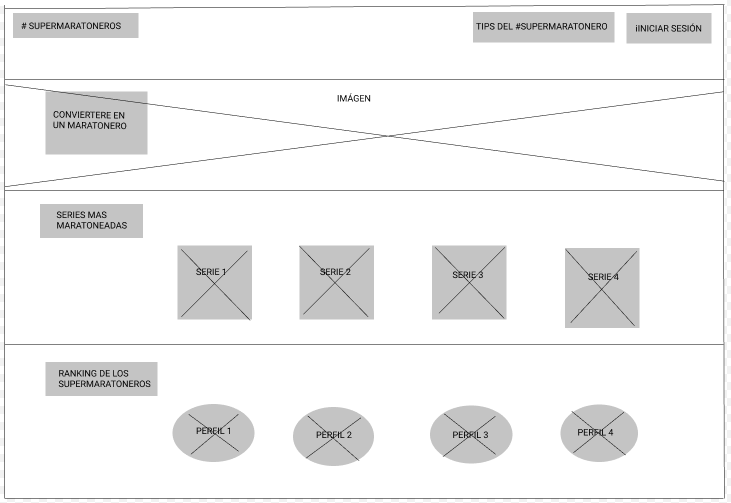 # SUPERMARATONEROS
TIPS DEL #SUPERMARATONERO
iINICIAR SESIÓN
IMÁGEN
CONVIERTERE EN
UN MARATONERO
SERIES MAS
MARATONEADAS
SERIE 1
SERIE 2
SERIE 3
SERIE 4
RANKING DE LOS
SUPERMARATONEROS
PERFIL 1
PERFIL 2
PERFIL 3
PERFIL 4